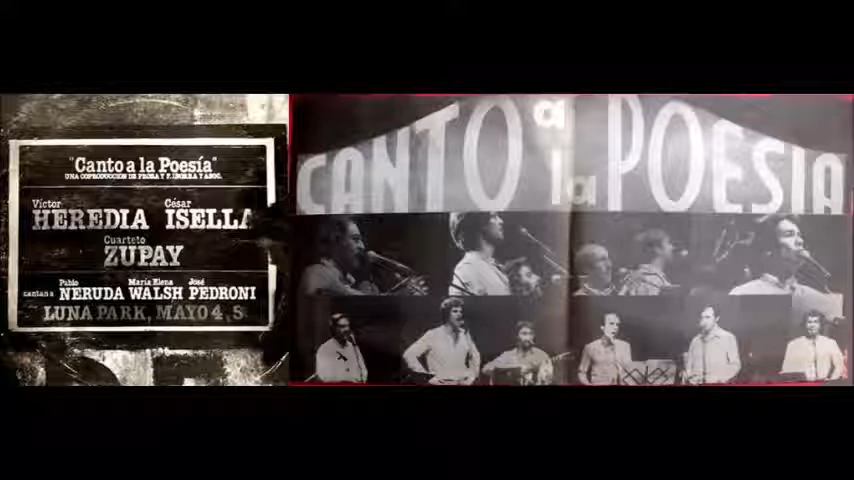 "Canto a la Poesía"
UNA COPRODUCCION DE PROSA Y F. IBORRA Y ASOC.
Víctor César
HEREDIA ISELLA
Cuarteto
ZUPAY
Pablo María Elena José
cantan a NERUDA WALSH PEDRONI
LUNA PARK, MAYO 4, 5
CANTO a la POESIA